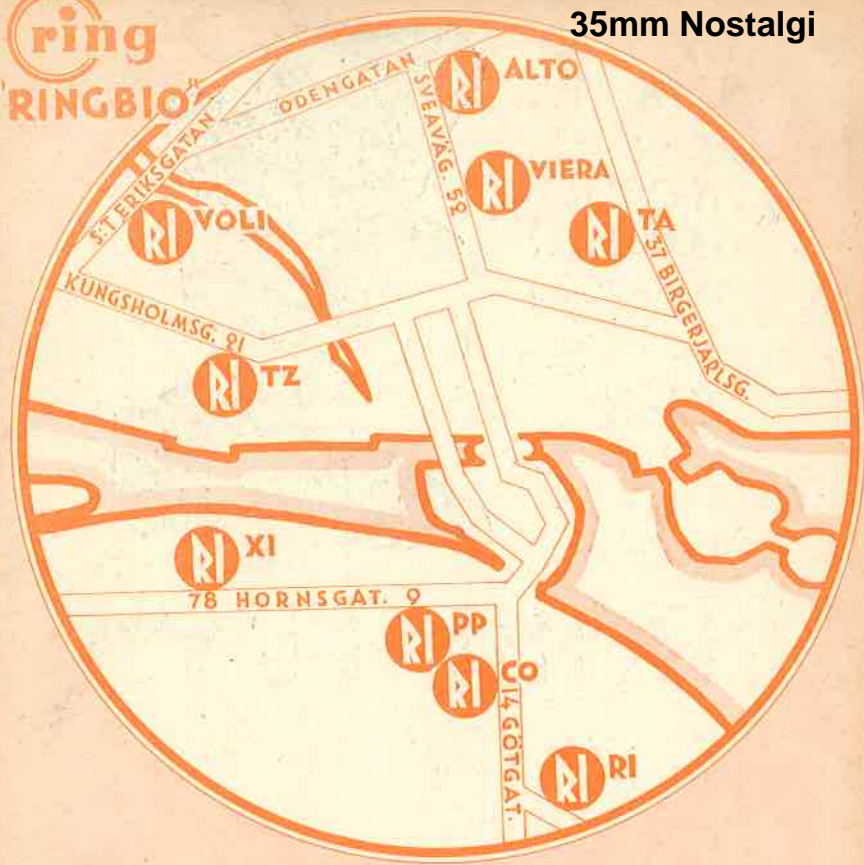 35mm Nostalgi
ring
"RINGBIO"
ODENGATAN
S:T ERIKSGATAN
SVEAVÄG. 52
RI ALTO
RI VIERA
RI VOLI
RI TA
37 BIRGERJARLSG.
KUNGSHOLMSG. 21
RI TZ
RI XI
78 HORNSGAT. 9
RI PP
RI CO
14 GÖTGAT.
RI RI